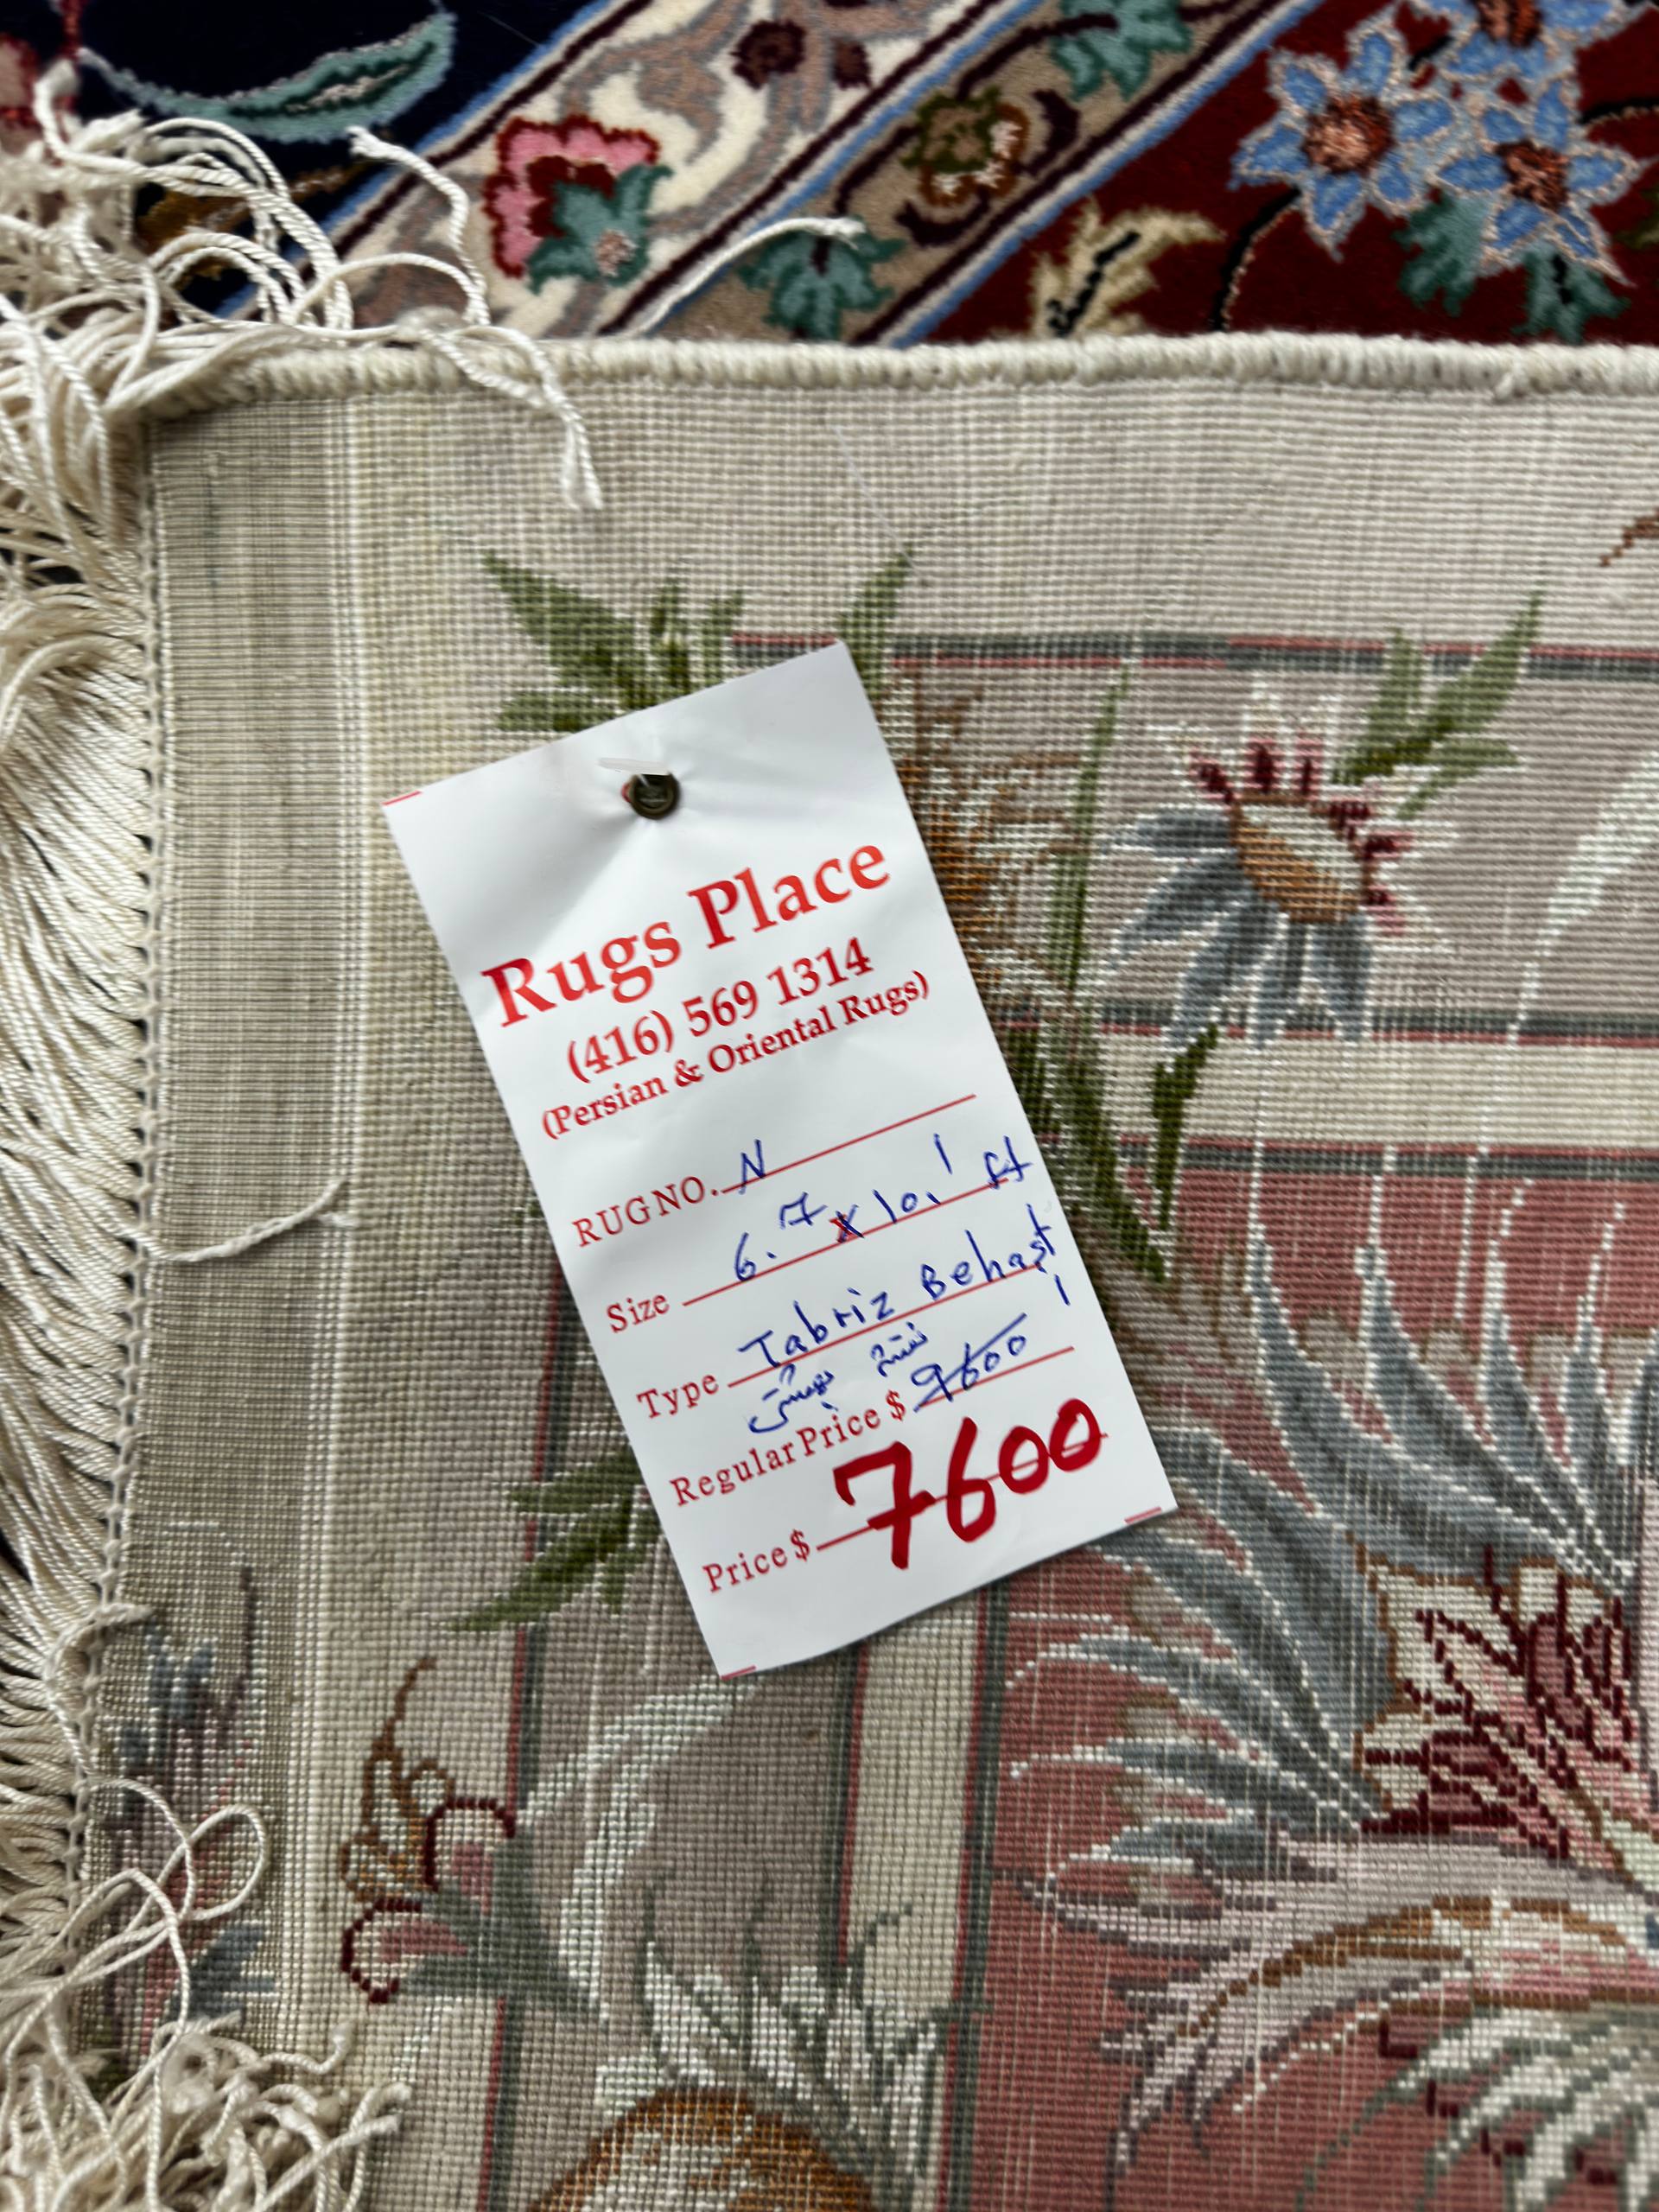 Rugs Place
(416) 569 1314
(Persian & Oriental Rugs)
RUG NO. N
Size 6.7 x 10.1 ft
Type Tabriz Behast
نقشه بهشتی
Regular Price $ 9600
Price $ 7600